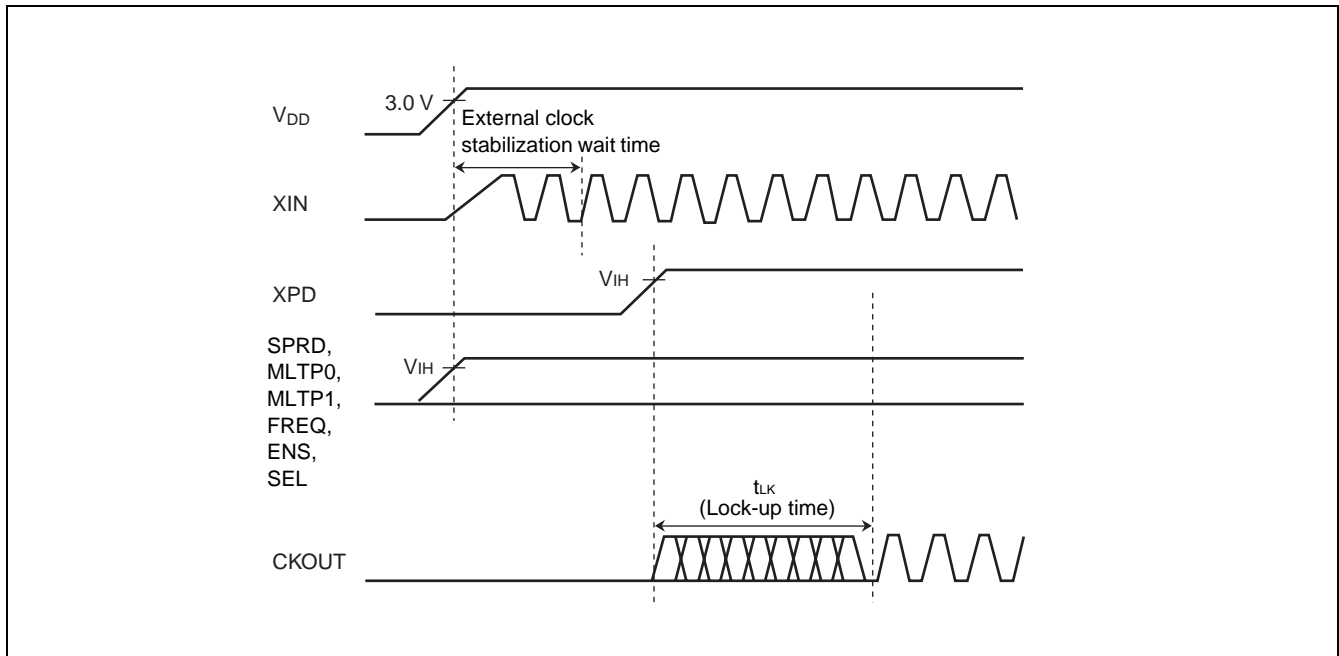 VDD
3.0 V
External clock
stabilization wait time
XIN
XPD
VIH
SPRD,
MLTP0,
MLTP1,
FREQ,
ENS,
SEL
VIH
tLK
(Lock-up time)
CKOUT